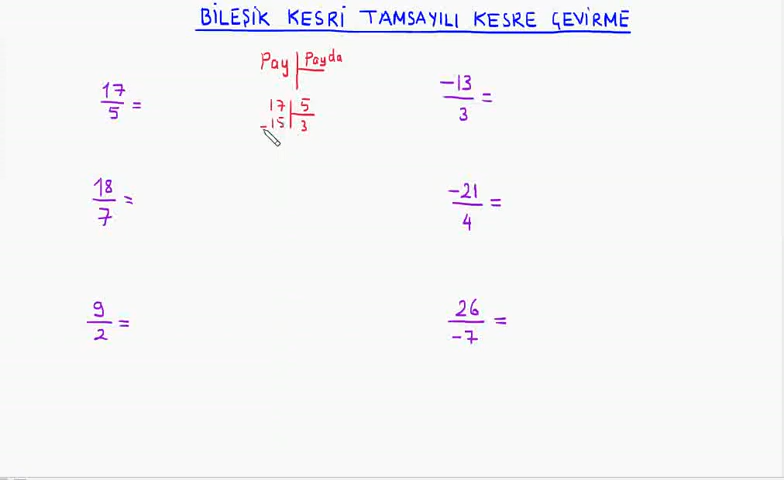 BİLEŞİK KESRİ TAMSAYILI KESRE ÇEVİRME
Pay | Payda
17/5 =
17 | 5
-15 | 3
18/7 =
9/2 =
-13/3 =
-21/4 =
26/-7 =